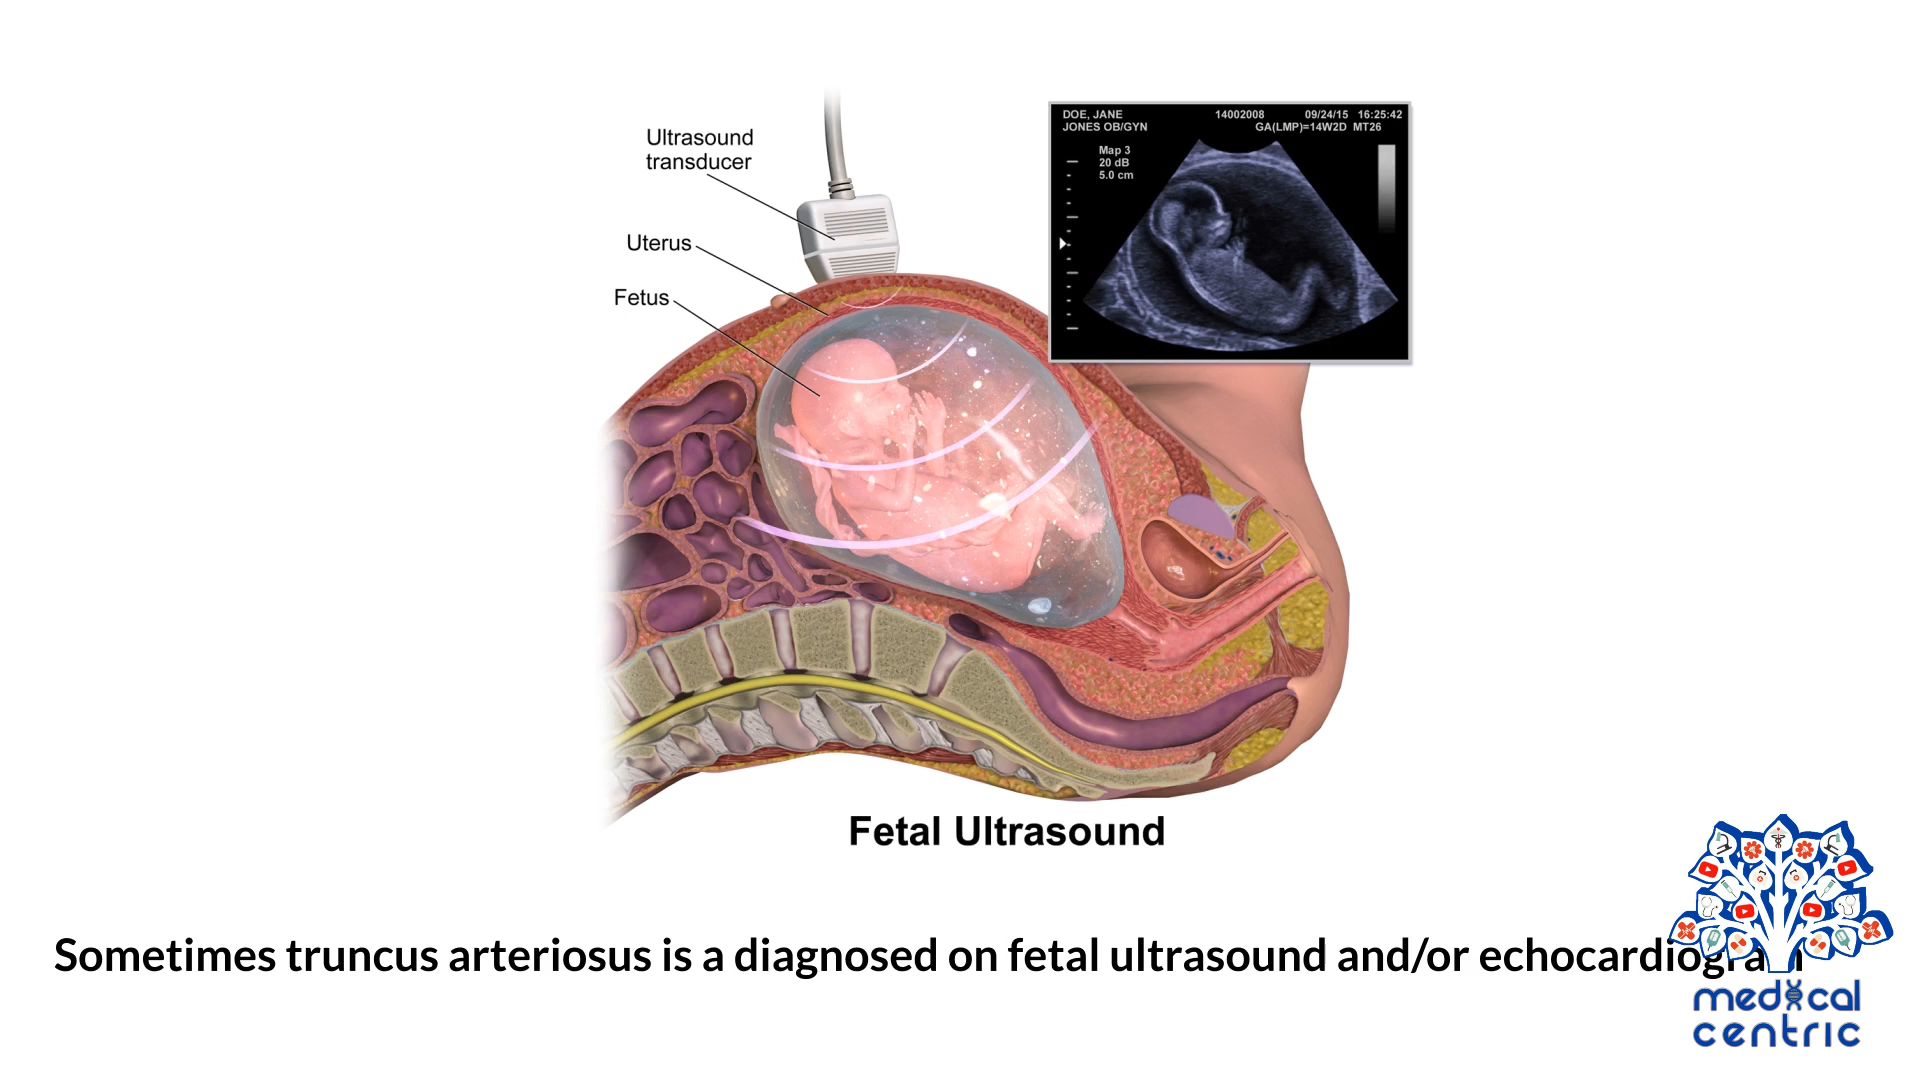 Ultrasound
transducer
Uterus
Fetus
DOE, JANE 14002008 09/24/15 16:25:42
JONES OB/GYN GA(LMP)=14W2D MT26
Map 3
20 dB
5.0 cm
Fetal Ultrasound
Sometimes truncus arteriosus is a diagnosed on fetal ultrasound and/or echocardiogram
medical
centric